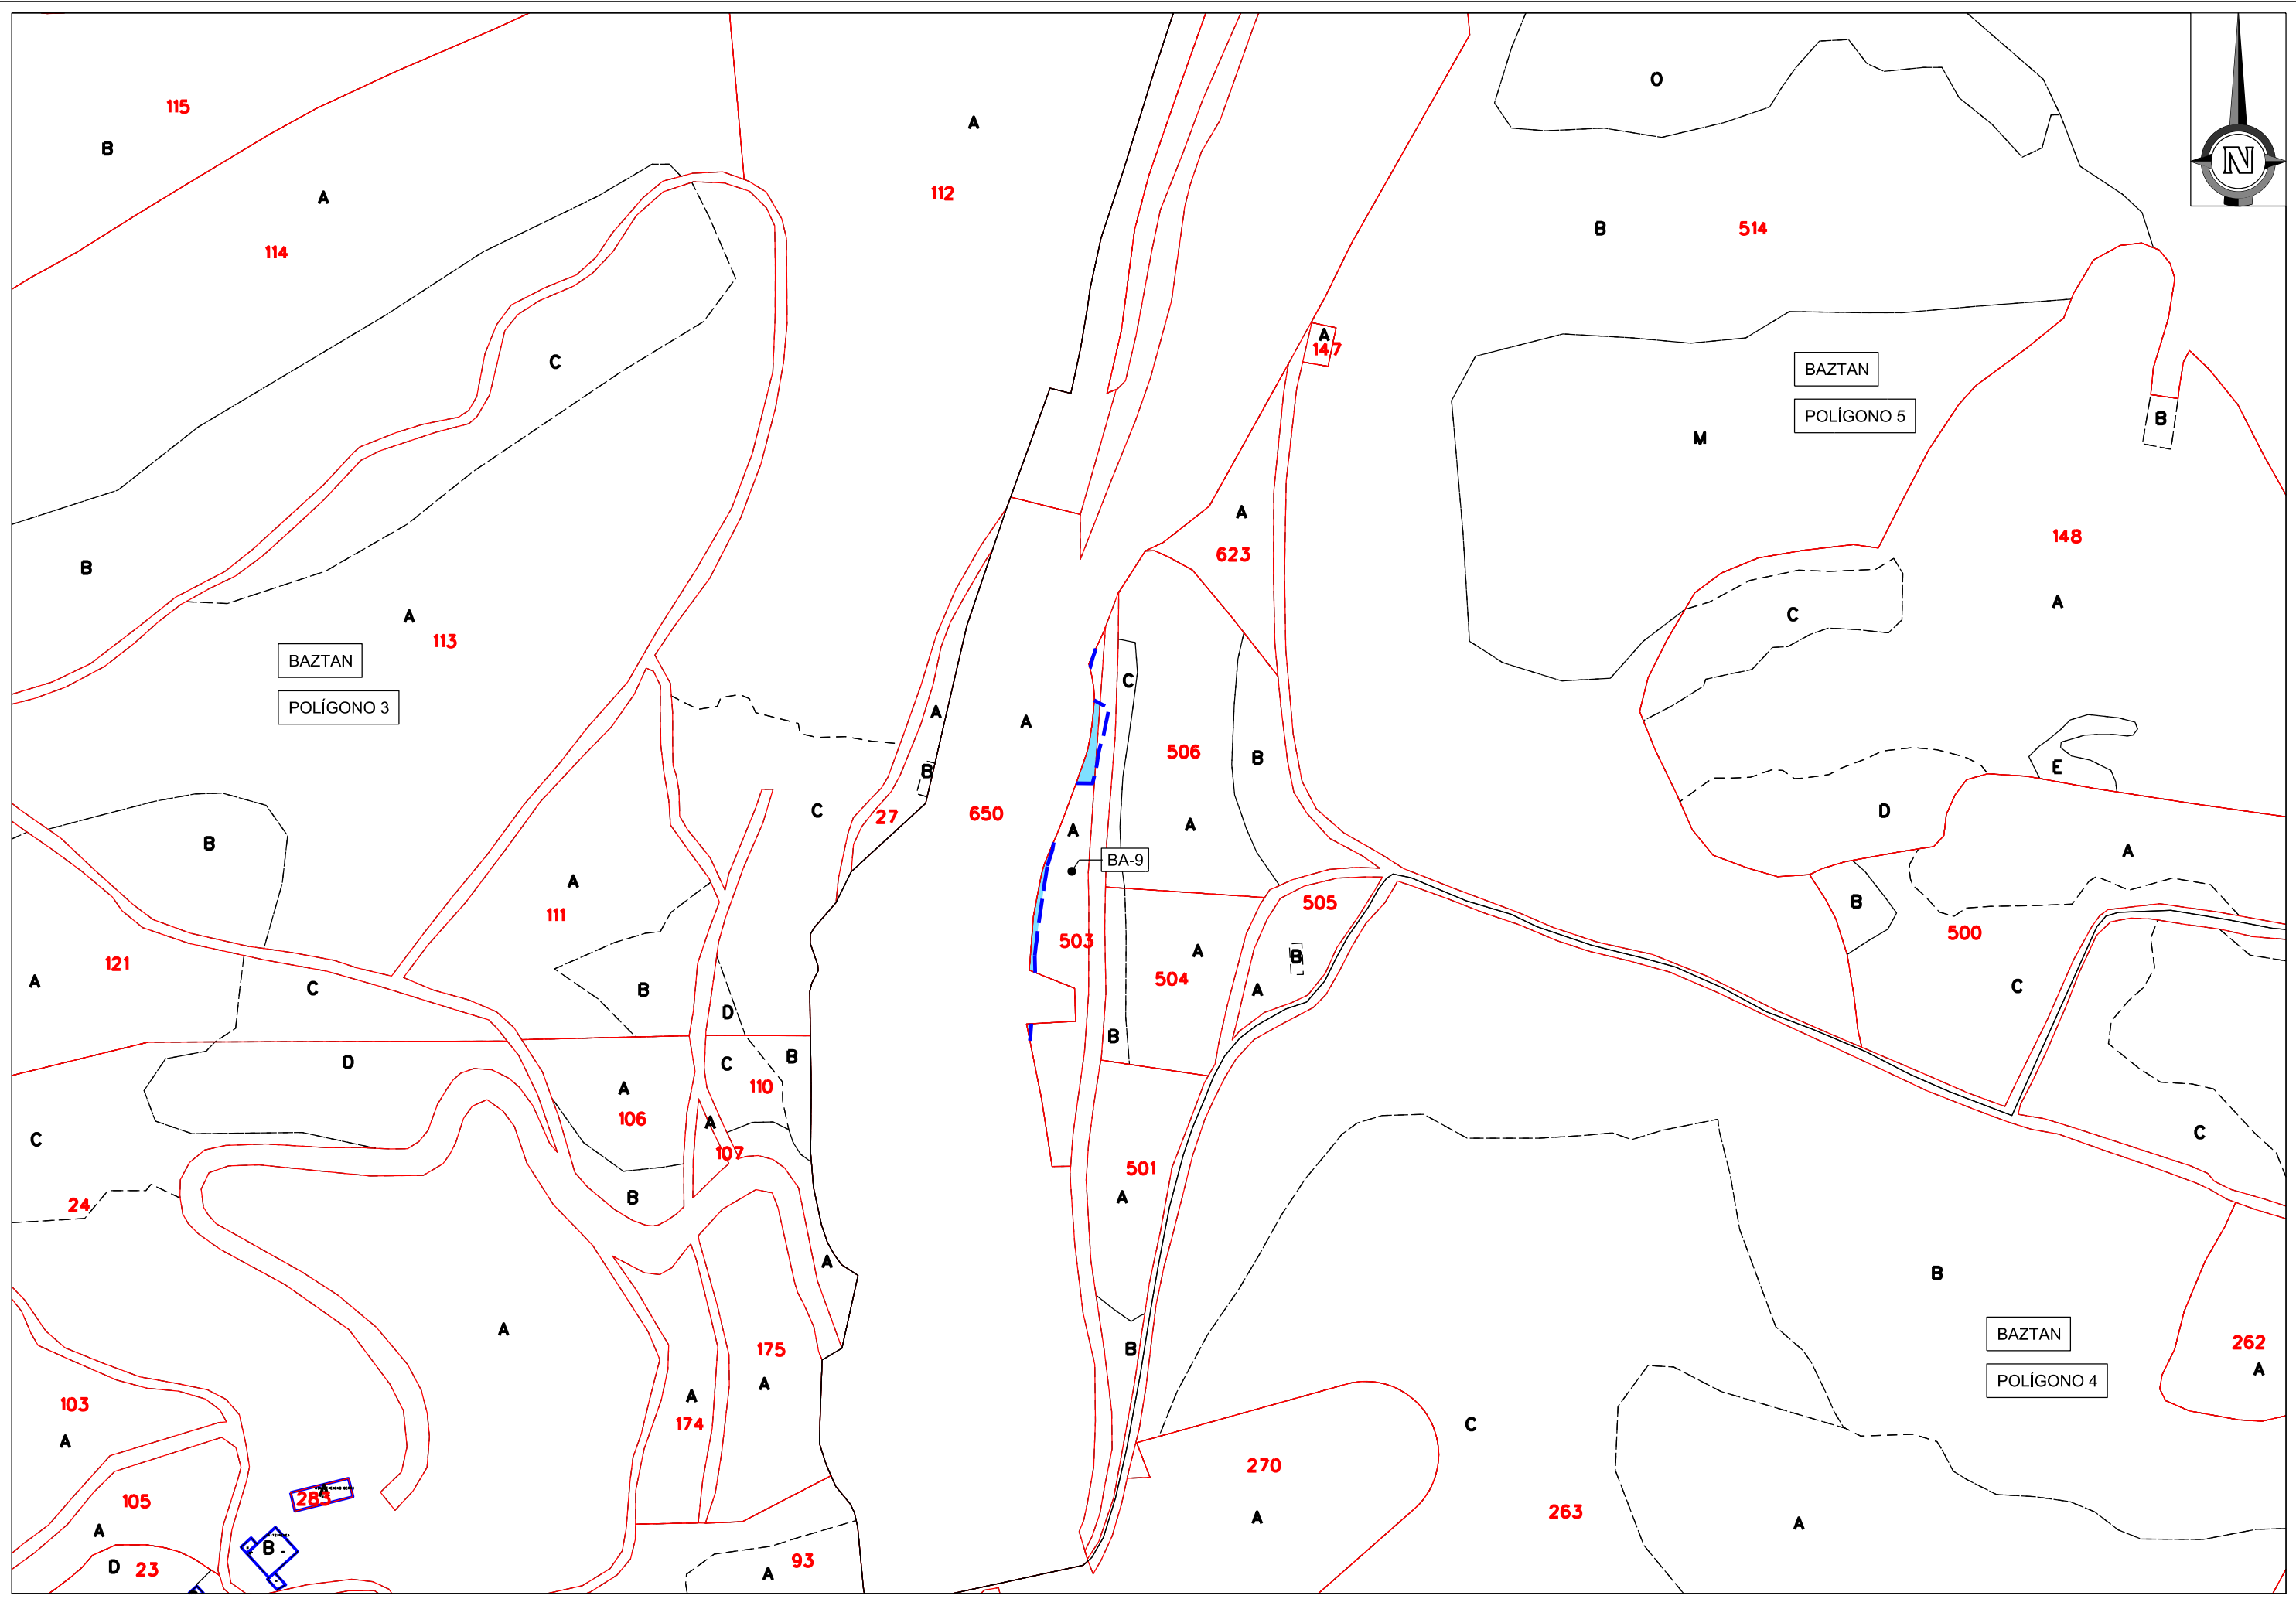 O
115
A
B
N
A
112
B
514
114
A
147
C
BAZTAN
POLÍGONO 5
B
M
A
148
623
B
A
A
C
113
BAZTAN
POLÍGONO 3
C
A
A
506
B
E
B
C
27
650
D
A
A
B
A
BA-9
A
B
505
111
500
503
A
121
B
504
A
C
B
A
C
D
B
B
D
C
A
110
106
A
C
C
107
501
B
A
24
A
B
A
BAZTAN
POLÍGONO 4
262
175
B
A
A
A
103
174
C
A
270
A
283
105
263
A
A
A
B
93
D
23
A